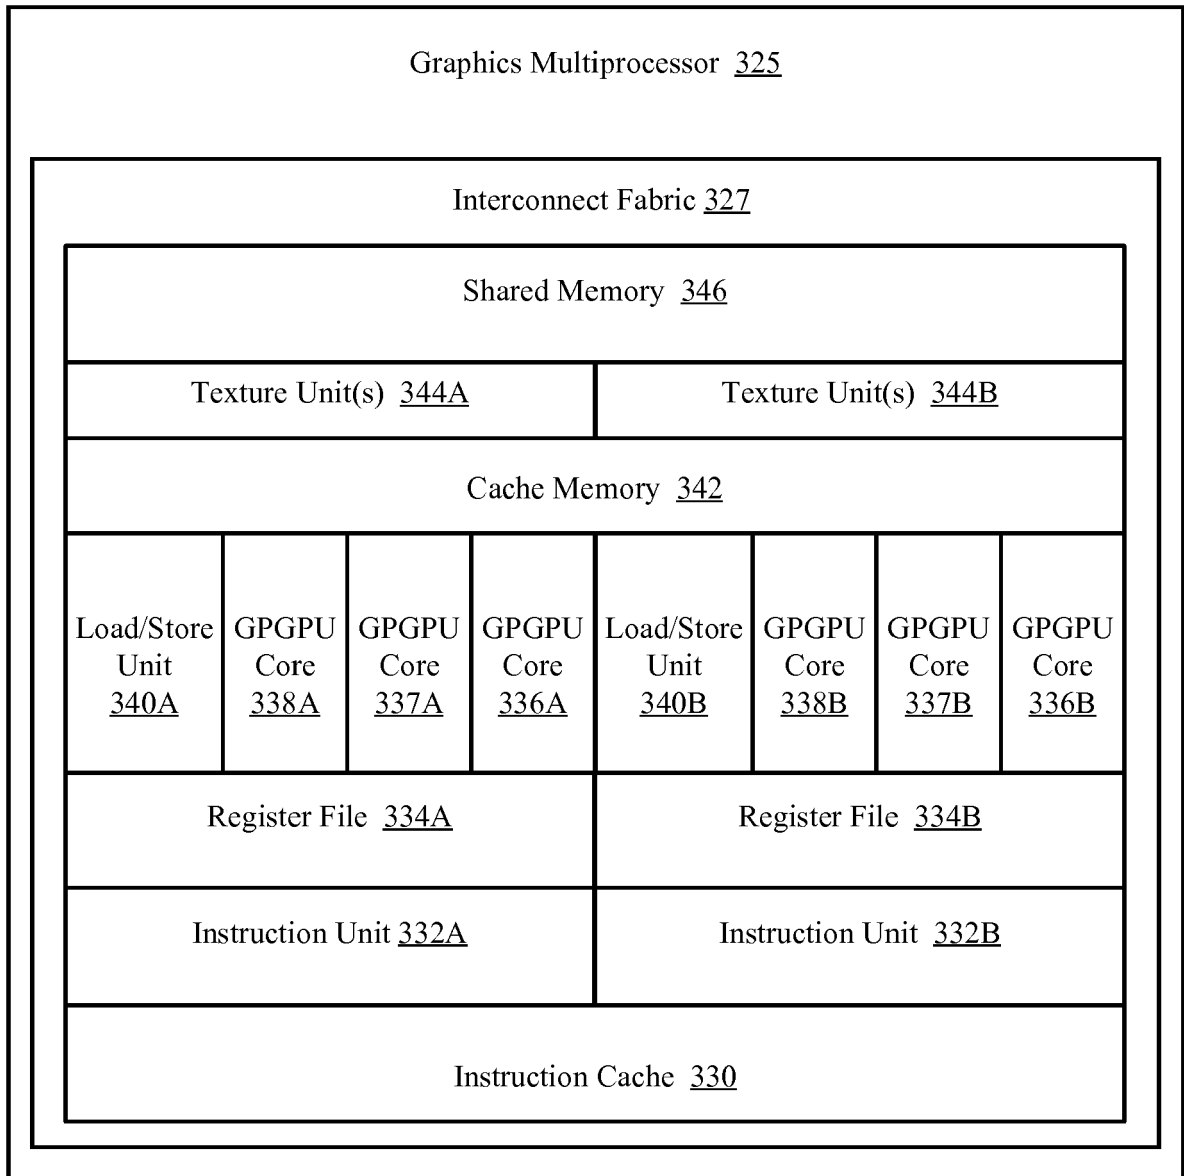 Graphics Multiprocessor 325
Interconnect Fabric 327
Shared Memory 346
Texture Unit(s) 344A
Texture Unit(s) 344B
Cache Memory 342
Load/Store
Unit
340A
GPGPU
Core
338A
GPGPU
Core
337A
GPGPU
Core
336A
Load/Store
Unit
340B
GPGPU
Core
338B
GPGPU
Core
337B
GPGPU
Core
336B
Register File 334A
Register File 334B
Instruction Unit 332A
Instruction Unit 332B
Instruction Cache 330